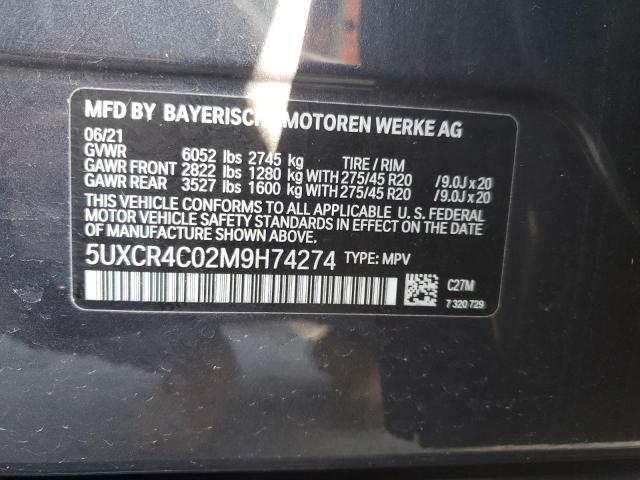 MFD BY BAYERISCHE MOTOREN WERKE AG
06/21
GVWR 6052 lbs 2745 kg TIRE / RIM
GAWR FRONT 2822 lbs 1280 kg WITH 275/45 R20 / 9.0J x 20
GAWR REAR 3527 lbs 1600 kg WITH 275/45 R20 / 9.0J x 20
THIS VEHICLE CONFORMS TO ALL APPLICABLE U. S. FEDERAL
MOTOR VEHICLE SAFETY STANDARDS IN EFFECT ON THE DATE
OF MANUFACTURE SHOWN ABOVE.
5UXCR4C02M9H74274 TYPE: MPV
C27M
7 320 729